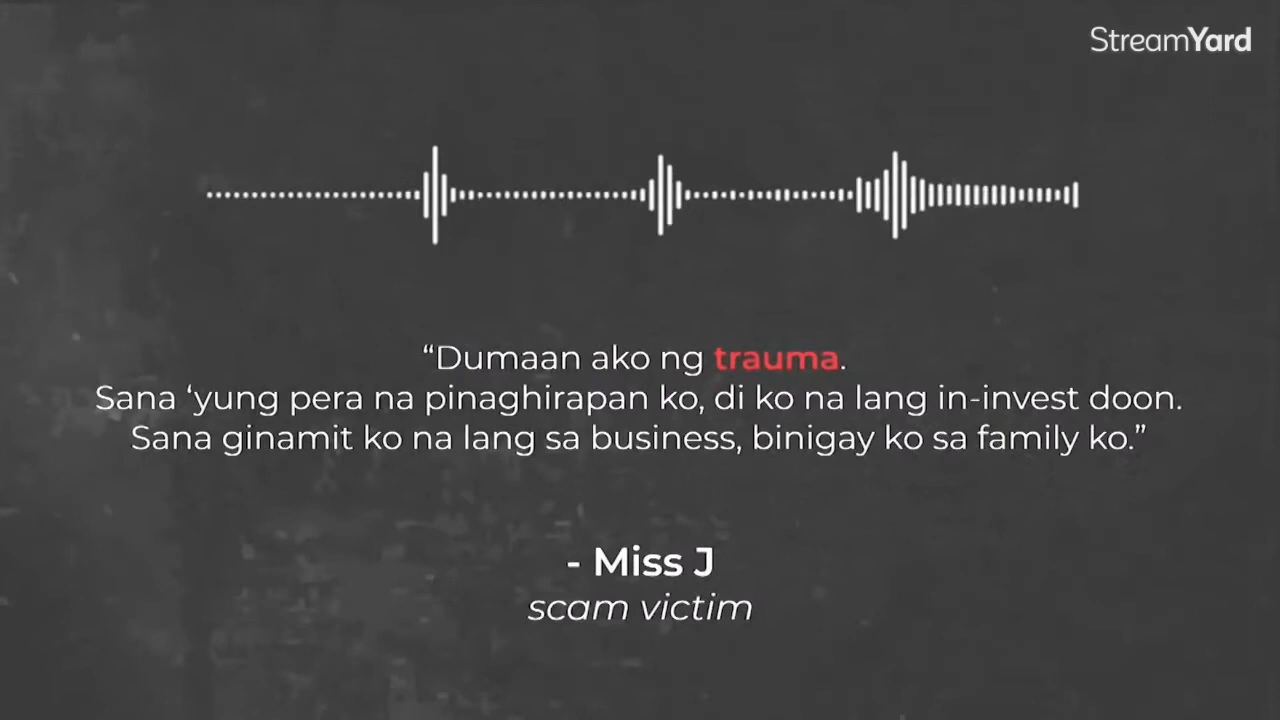 StreamYard
“Dumaan ako ng trauma.
Sana ‘yung pera na pinaghirapan ko, di ko na lang in-invest doon.
Sana ginamit ko na lang sa business, binigay ko sa family ko.”
- Miss J
scam victim